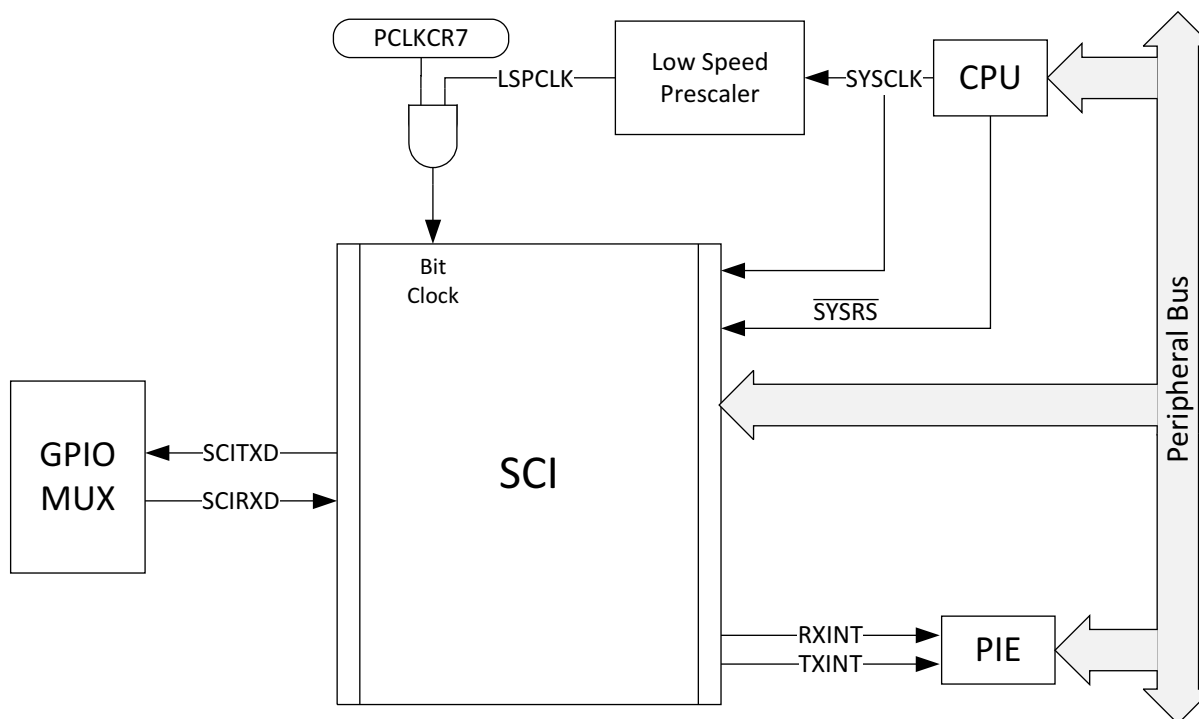 PCLKCR7
LSPCLK
Low Speed
Prescaler
SYSCLK
CPU
Bit
Clock
SYSRS
Peripheral Bus
GPIO
MUX
SCITXD
SCIRXD
SCI
RXINT
TXINT
PIE